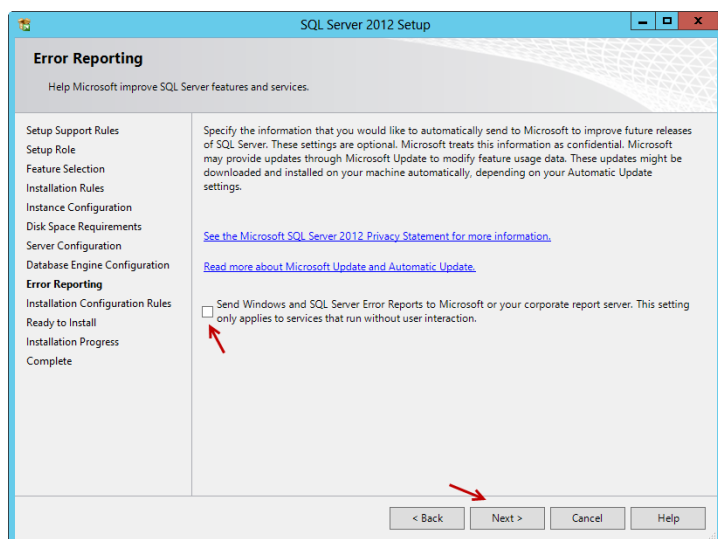 SQL Server 2012 Setup
Error Reporting
Help Microsoft improve SQL Server features and services.
Setup Support Rules
Setup Role
Feature Selection
Installation Rules
Instance Configuration
Disk Space Requirements
Server Configuration
Database Engine Configuration
Error Reporting
Installation Configuration Rules
Ready to Install
Installation Progress
Complete
Specify the information that you would like to automatically send to Microsoft to improve future releases
of SQL Server. These settings are optional. Microsoft treats this information as confidential. Microsoft
may provide updates through Microsoft Update to modify feature usage data. These updates might be
downloaded and installed on your machine automatically, depending on your Automatic Update
settings.
See the Microsoft SQL Server 2012 Privacy Statement for more information.
Read more about Microsoft Update and Automatic Update.
Send Windows and SQL Server Error Reports to Microsoft or your corporate report server. This setting
only applies to services that run without user interaction.
< Back
Next >
Cancel
Help